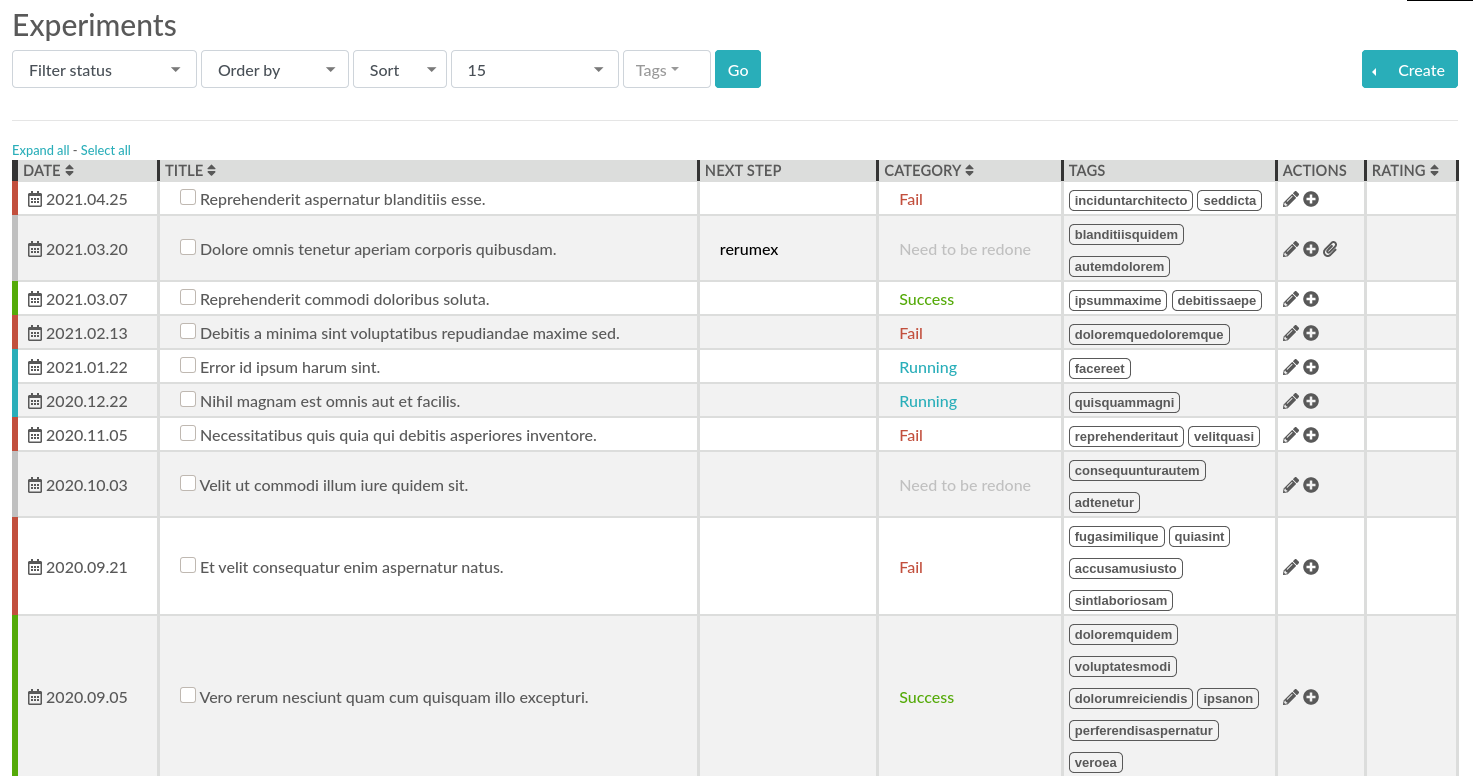 Experiments
Filter status Order by Sort 15 Tags Go Create
Expand all - Select all
DATE TITLE NEXT STEP CATEGORY TAGS ACTIONS RATING
2021.04.25 Reprehenderit aspernatur blanditiis esse. Fail inciduntarchitecto seddicta
2021.03.20 Dolore omnis tenetur aperiam corporis quibusdam. rerumex Need to be redone blanditiisquidem
autemdolorem
2021.03.07 Reprehenderit commodi doloribus soluta. Success ipsummaxime debitissaepe
2021.02.13 Debitis a minima sint voluptatibus repudiandae maxime sed. Fail doloremquedoloremque
2021.01.22 Error id ipsum harum sint. Running facereet
2020.12.22 Nihil magnam est omnis aut et facilis. Running quisquammagni
2020.11.05 Necessitatibus quis quia qui debitis asperiores inventore. Fail reprehenderitaut velitquasi
2020.10.03 Velit ut commodi illum iure quidem sit. Need to be redone consequunturautem
adtenetur
2020.09.21 Et velit consequatur enim aspernatur natus. Fail fugasimilique quiasint
accusamusiusto
sintlaboriosam
2020.09.05 Vero rerum nesciunt quam cum quisquam illo excepturi. Success doloremquidem
voluptatesmodi
dolorumreiciendis ipsanon
perferendisaspernatur
veroea